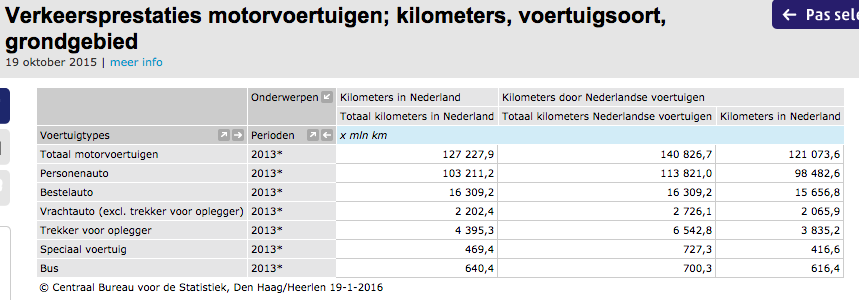 Verkeersprestaties motorvoertuigen; kilometers, voertuigsoort,
grondgebied
← Pas sele
19 oktober 2015 | meer info
Onderwerpen Kilometers in Nederland Kilometers door Nederlandse voertuigen
Totaal kilometers in Nederland Totaal kilometers Nederlandse voertuigen Kilometers in Nederland
Voertuigtypes Perioden x mln km
Totaal motorvoertuigen 2013* 127 227,9 140 826,7 121 073,6
Personenauto 2013* 103 211,2 113 821,0 98 482,6
Bestelauto 2013* 16 309,2 16 309,2 15 656,8
Vrachtauto (excl. trekker voor oplegger) 2013* 2 202,4 2 726,1 2 065,9
Trekker voor oplegger 2013* 4 395,3 6 542,8 3 835,2
Speciaal voertuig 2013* 469,4 727,3 416,6
Bus 2013* 640,4 700,3 616,4
© Centraal Bureau voor de Statistiek, Den Haag/Heerlen 19-1-2016